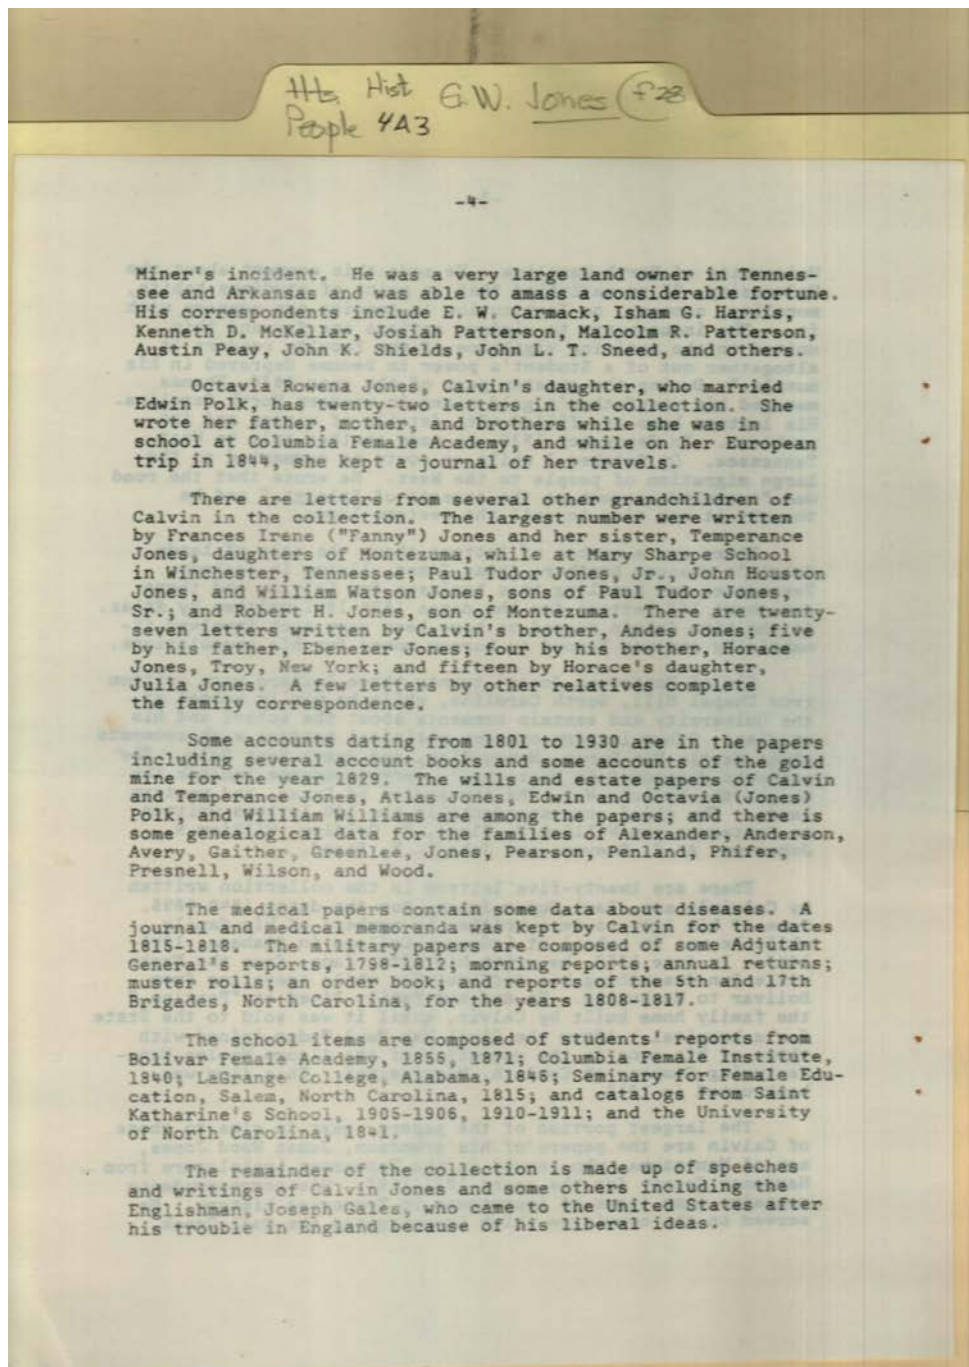 Hts. Hist G.W. Jones f28
People 4A3
-4-
Miner's incident. He was a very large land owner in Tennes-
see and Arkansas and was able to amass a considerable fortune.
His correspondents include E. W. Carmack, Isham G. Harris,
Kenneth D. McKellar, Josiah Patterson, Malcolm R. Patterson,
Austin Peay, John K. Shields, John L. T. Sneed, and others.
Octavia Rowena Jones, Calvin's daughter, who married
Edwin Polk, has twenty-two letters in the collection. She
wrote her father, mother, and brothers while she was in
school at Columbia Female Academy, and while on her European
trip in 1844, she kept a journal of her travels.
There are letters from several other grandchildren of
Calvin in the collection. The largest number were written
by Frances Irene ("Fanny") Jones and her sister, Temperance
Jones, daughters of Montezuma, while at Mary Sharpe School
in Winchester, Tennessee; Paul Tudor Jones, Jr., John Houston
Jones, and William Watson Jones, sons of Paul Tudor Jones,
Sr.; and Robert H. Jones, son of Montezuma. There are twenty-
seven letters written by Calvin's brother, Andes Jones; five
by his father, Ebenezer Jones; four by his brother, Horace
Jones, Troy, New York; and fifteen by Horace's daughter,
Julia Jones. A few letters by other relatives complete
the family correspondence.
Some accounts dating from 1801 to 1930 are in the papers
including several account books and some accounts of the gold
mine for the year 1829. The wills and estate papers of Calvin
and Temperance Jones, Atlas Jones, Edwin and Octavia (Jones)
Polk, and William Williams are among the papers; and there is
some genealogical data for the families of Alexander, Anderson,
Avery, Gaither, Greenlee, Jones, Pearson, Penland, Phifer,
Presnell, Wilson, and Wood.
The medical papers contain some data about diseases. A
journal and medical memoranda was kept by Calvin for the dates
1815-1818. The military papers are composed of some Adjutant
General's reports, 1798-1812; morning reports; annual returns;
muster rolls; an order book; and reports of the 5th and 17th
Brigades, North Carolina, for the years 1808-1817.
The school items are composed of students' reports from
Bolivar Female Academy, 1855, 1871; Columbia Female Institute,
1840; LaGrange College, Alabama, 1845; Seminary for Female Edu-
cation, Salem, North Carolina, 1815; and catalogs from Saint
Katharine's School, 1905-1906, 1910-1911; and the University
of North Carolina, 1841.
The remainder of the collection is made up of speeches
and writings of Calvin Jones and some others including the
Englishman, Joseph Gales, who came to the United States after
his trouble in England because of his liberal ideas.